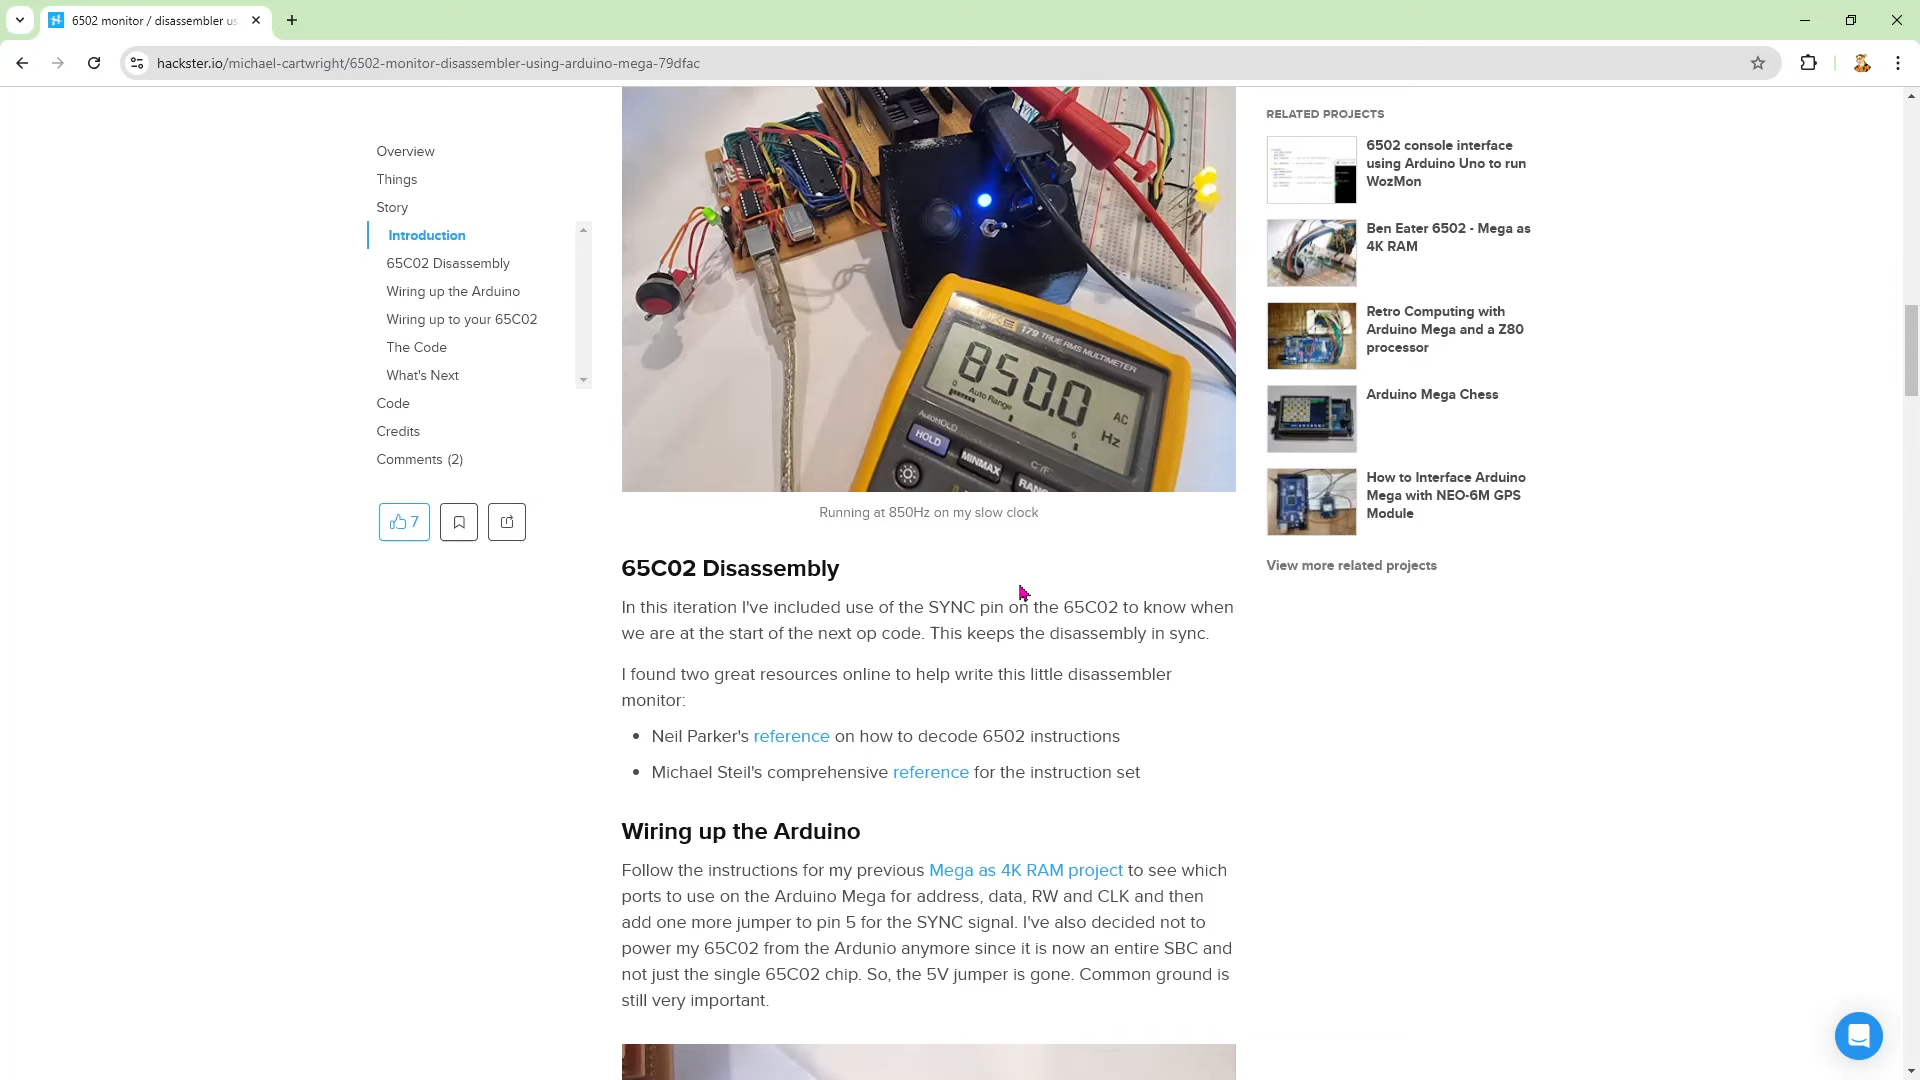 6502 monitor / disassembler us
hackster.io/michael-cartwright/6502-monitor-disassembler-using-arduino-mega-79dfac
Overview
Things
Story
Introduction
65C02 Disassembly
Wiring up the Arduino
Wiring up to your 65C02
The Code
What's Next
Code
Credits
Comments (2)
7
179 TRUE RMS MULTIMETER
850.0
Auto Range
AC
Hz
AutoHOLD
HOLD
MINMAX
Running at 850Hz on my slow clock
65C02 Disassembly
In this iteration I've included use of the SYNC pin on the 65C02 to know when
we are at the start of the next op code. This keeps the disassembly in sync.
I found two great resources online to help write this little disassembler
monitor:
• Neil Parker's reference on how to decode 6502 instructions
• Michael Steil's comprehensive reference for the instruction set
Wiring up the Arduino
Follow the instructions for my previous Mega as 4K RAM project to see which
ports to use on the Arduino Mega for address, data, RW and CLK and then
add one more jumper to pin 5 for the SYNC signal. I've also decided not to
power my 65C02 from the Ardunio anymore since it is now an entire SBC and
not just the single 65C02 chip. So, the 5V jumper is gone. Common ground is
still very important.
RELATED PROJECTS
6502 console interface
using Arduino Uno to run
WozMon
Ben Eater 6502 - Mega as
4K RAM
Retro Computing with
Arduino Mega and a Z80
processor
Arduino Mega Chess
How to Interface Arduino
Mega with NEO-6M GPS
Module
View more related projects